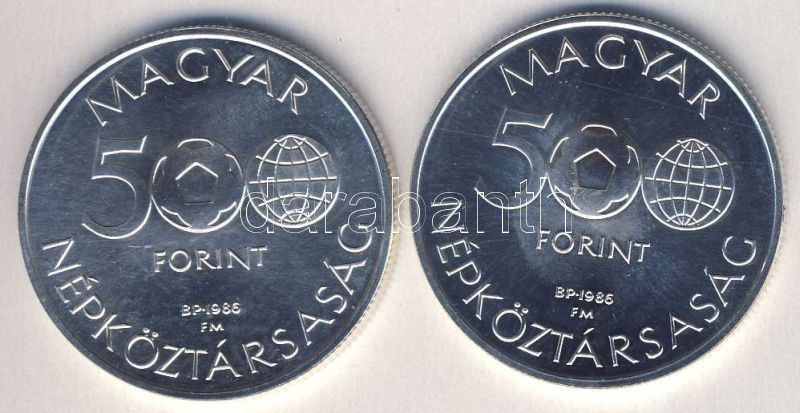 MAGYAR
500
FORINT
BP·1986
FM
NÉPKÖZTÁRSASÁG
MAGYAR
500
FORINT
BP·1986
FM
NÉPKÖZTÁRSASÁG
darabanth